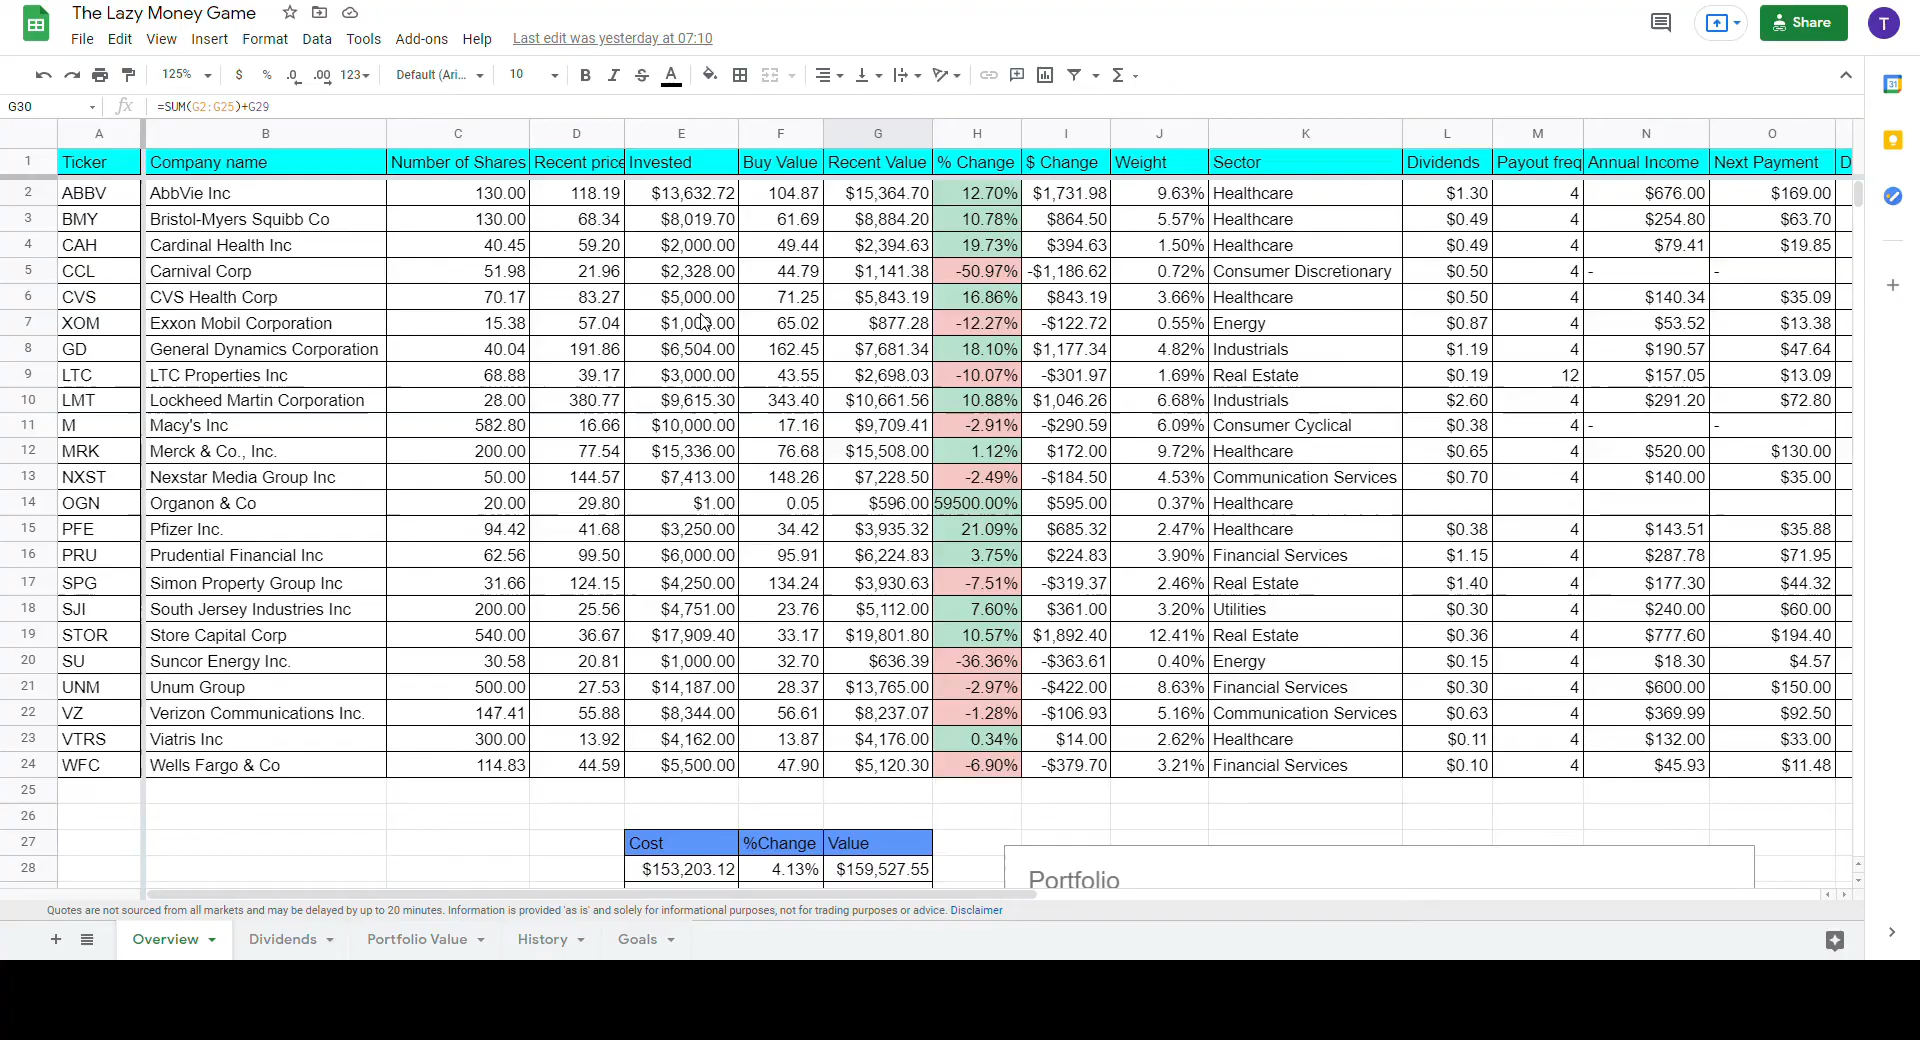 The Lazy Money Game
File Edit View Insert Format Data Tools Add-ons Help Last edit was yesterday at 07:10
Share T
125% $ % .0 .00 123 Default (Ari... 10 B I S A Σ
G30 fx =SUM(G2:G25)+G29
A B C D E F G H I J K L M N O
1 Ticker Company name Number of Shares Recent price Invested Buy Value Recent Value % Change $ Change Weight Sector Dividends Payout freq Annual Income Next Payment D
2 ABBV AbbVie Inc 130.00 118.19 $13,632.72 104.87 $15,364.70 12.70% $1,731.98 9.63% Healthcare $1.30 4 $676.00 $169.00
3 BMY Bristol-Myers Squibb Co 130.00 68.34 $8,019.70 61.69 $8,884.20 10.78% $864.50 5.57% Healthcare $0.49 4 $254.80 $63.70
4 CAH Cardinal Health Inc 40.45 59.20 $2,000.00 49.44 $2,394.63 19.73% $394.63 1.50% Healthcare $0.49 4 $79.41 $19.85
5 CCL Carnival Corp 51.98 21.96 $2,328.00 44.79 $1,141.38 -50.97% -$1,186.62 0.72% Consumer Discretionary $0.50 4 - -
6 CVS CVS Health Corp 70.17 83.27 $5,000.00 71.25 $5,843.19 16.86% $843.19 3.66% Healthcare $0.50 4 $140.34 $35.09
7 XOM Exxon Mobil Corporation 15.38 57.04 $1,000.00 65.02 $877.28 -12.27% -$122.72 0.55% Energy $0.87 4 $53.52 $13.38
8 GD General Dynamics Corporation 40.04 191.86 $6,504.00 162.45 $7,681.34 18.10% $1,177.34 4.82% Industrials $1.19 4 $190.57 $47.64
9 LTC LTC Properties Inc 68.88 39.17 $3,000.00 43.55 $2,698.03 -10.07% -$301.97 1.69% Real Estate $0.19 12 $157.05 $13.09
10 LMT Lockheed Martin Corporation 28.00 380.77 $9,615.30 343.40 $10,661.56 10.88% $1,046.26 6.68% Industrials $2.60 4 $291.20 $72.80
11 M Macy's Inc 582.80 16.66 $10,000.00 17.16 $9,709.41 -2.91% -$290.59 6.09% Consumer Cyclical $0.38 4 - -
12 MRK Merck & Co., Inc. 200.00 77.54 $15,336.00 76.68 $15,508.00 1.12% $172.00 9.72% Healthcare $0.65 4 $520.00 $130.00
13 NXST Nexstar Media Group Inc 50.00 144.57 $7,413.00 148.26 $7,228.50 -2.49% -$184.50 4.53% Communication Services $0.70 4 $140.00 $35.00
14 OGN Organon & Co 20.00 29.80 $1.00 0.05 $596.00 59500.00% $595.00 0.37% Healthcare
15 PFE Pfizer Inc. 94.42 41.68 $3,250.00 34.42 $3,935.32 21.09% $685.32 2.47% Healthcare $0.38 4 $143.51 $35.88
16 PRU Prudential Financial Inc 62.56 99.50 $6,000.00 95.91 $6,224.83 3.75% $224.83 3.90% Financial Services $1.15 4 $287.78 $71.95
17 SPG Simon Property Group Inc 31.66 124.15 $4,250.00 134.24 $3,930.63 -7.51% -$319.37 2.46% Real Estate $1.40 4 $177.30 $44.32
18 SJI South Jersey Industries Inc 200.00 25.56 $4,751.00 23.76 $5,112.00 7.60% $361.00 3.20% Utilities $0.30 4 $240.00 $60.00
19 STOR Store Capital Corp 540.00 36.67 $17,909.40 33.17 $19,801.80 10.57% $1,892.40 12.41% Real Estate $0.36 4 $777.60 $194.40
20 SU Suncor Energy Inc. 30.58 20.81 $1,000.00 32.70 $636.39 -36.36% -$363.61 0.40% Energy $0.15 4 $18.30 $4.57
21 UNM Unum Group 500.00 27.53 $14,187.00 28.37 $13,765.00 -2.97% -$422.00 8.63% Financial Services $0.30 4 $600.00 $150.00
22 VZ Verizon Communications Inc. 147.41 55.88 $8,344.00 56.61 $8,237.07 -1.28% -$106.93 5.16% Communication Services $0.63 4 $369.99 $92.50
23 VTRS Viatris Inc 300.00 13.92 $4,162.00 13.87 $4,176.00 0.34% $14.00 2.62% Healthcare $0.11 4 $132.00 $33.00
24 WFC Wells Fargo & Co 114.83 44.59 $5,500.00 47.90 $5,120.30 -6.90% -$379.70 3.21% Financial Services $0.10 4 $45.93 $11.48
25
26
27 Cost %Change Value
28 $153,203.12 4.13% $159,527.55
Portfolio
Quotes are not sourced from all markets and may be delayed by up to 20 minutes. Information is provided 'as is' and solely for informational purposes, not for trading purposes or advice. Disclaimer
Overview Dividends Portfolio Value History Goals